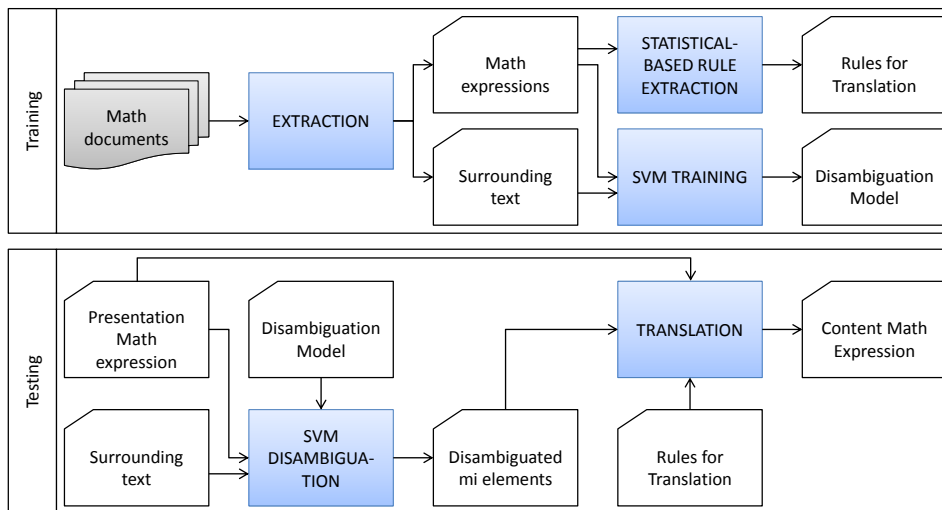 Training
Math
documents
EXTRACTION
Math
expressions
Surrounding
text
STATISTICAL-
BASED RULE
EXTRACTION
SVM TRAINING
Rules for
Translation
Disambiguation
Model
Testing
Presentation
Math
expression
Surrounding
text
Disambiguation
Model
SVM
DISAMBIGUA-
TION
Disambiguated
mi elements
TRANSLATION
Rules for
Translation
Content Math
Expression